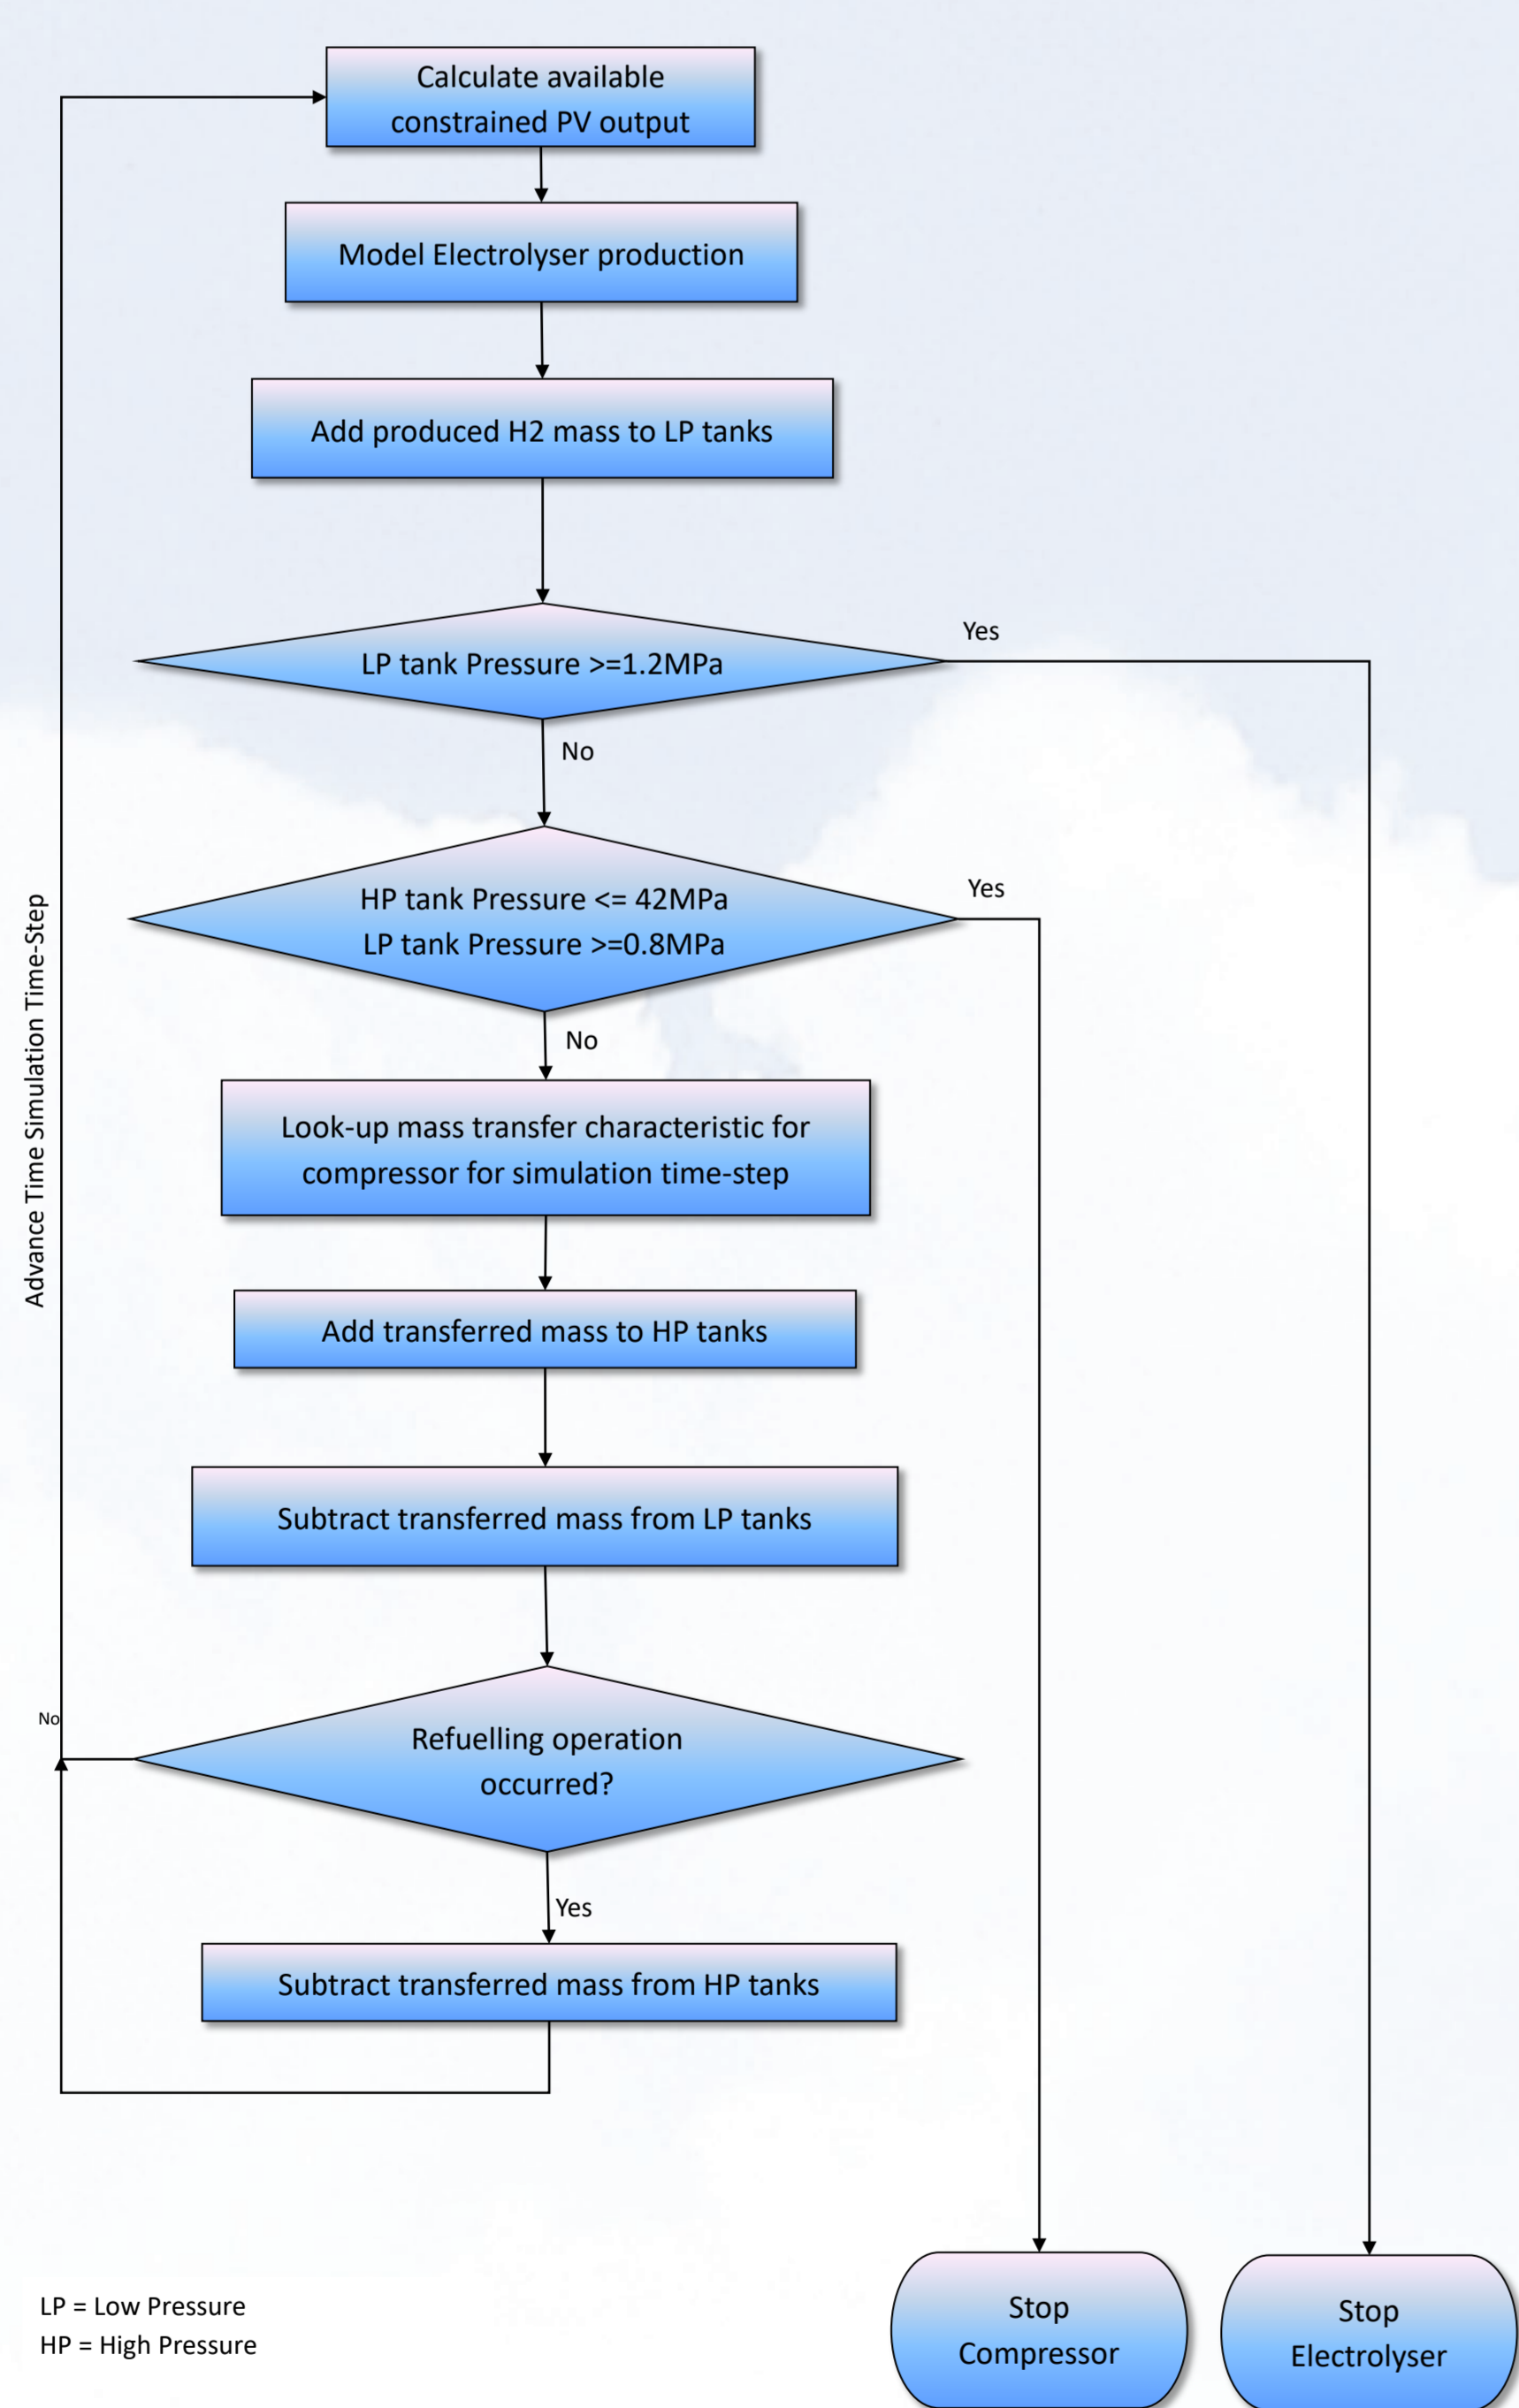 Calculate available
constrained PV output
Model Electrolyser production
Add produced H2 mass to LP tanks
LP tank Pressure >=1.2MPa
Yes
No
HP tank Pressure <= 42MPa
LP tank Pressure >=0.8MPa
Yes
No
Look-up mass transfer characteristic for
compressor for simulation time-step
Add transferred mass to HP tanks
Subtract transferred mass from LP tanks
Refuelling operation
occurred?
No
Yes
Subtract transferred mass from HP tanks
Advance Time Simulation Time-Step
Stop
Compressor
Stop
Electrolyser
LP = Low Pressure
HP = High Pressure